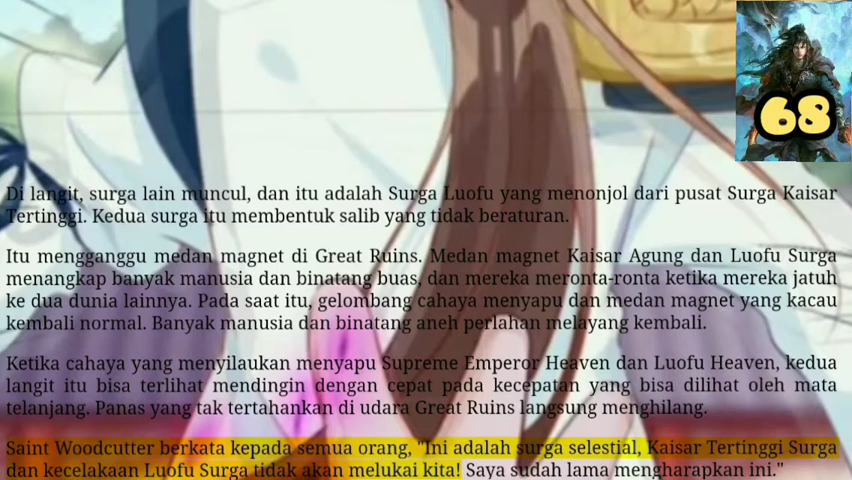 68
Di langit, surga lain muncul, dan itu adalah Surga Luofu yang menonjol dari pusat Surga Kaisar
Tertinggi. Kedua surga itu membentuk salib yang tidak beraturan.
Itu mengganggu medan magnet di Great Ruins. Medan magnet Kaisar Agung dan Luofu Surga
menangkap banyak manusia dan binatang buas, dan mereka meronta-ronta ketika mereka jatuh
ke dua dunia lainnya. Pada saat itu, gelombang cahaya menyapu dan medan magnet yang kacau
kembali normal. Banyak manusia dan binatang aneh perlahan melayang kembali.
Ketika cahaya yang menyilaukan menyapu Supreme Emperor Heaven dan Luofu Heaven, kedua
langit itu bisa terlihat mendingin dengan cepat pada kecepatan yang bisa dilihat oleh mata
telanjang. Panas yang tak tertahankan di udara Great Ruins langsung menghilang.
Saint Woodcutter berkata kepada semua orang, "Ini adalah surga selestial, Kaisar Tertinggi Surga
dan kecelakaan Luofu Surga tidak akan melukai kita! Saya sudah lama mengharapkan ini."